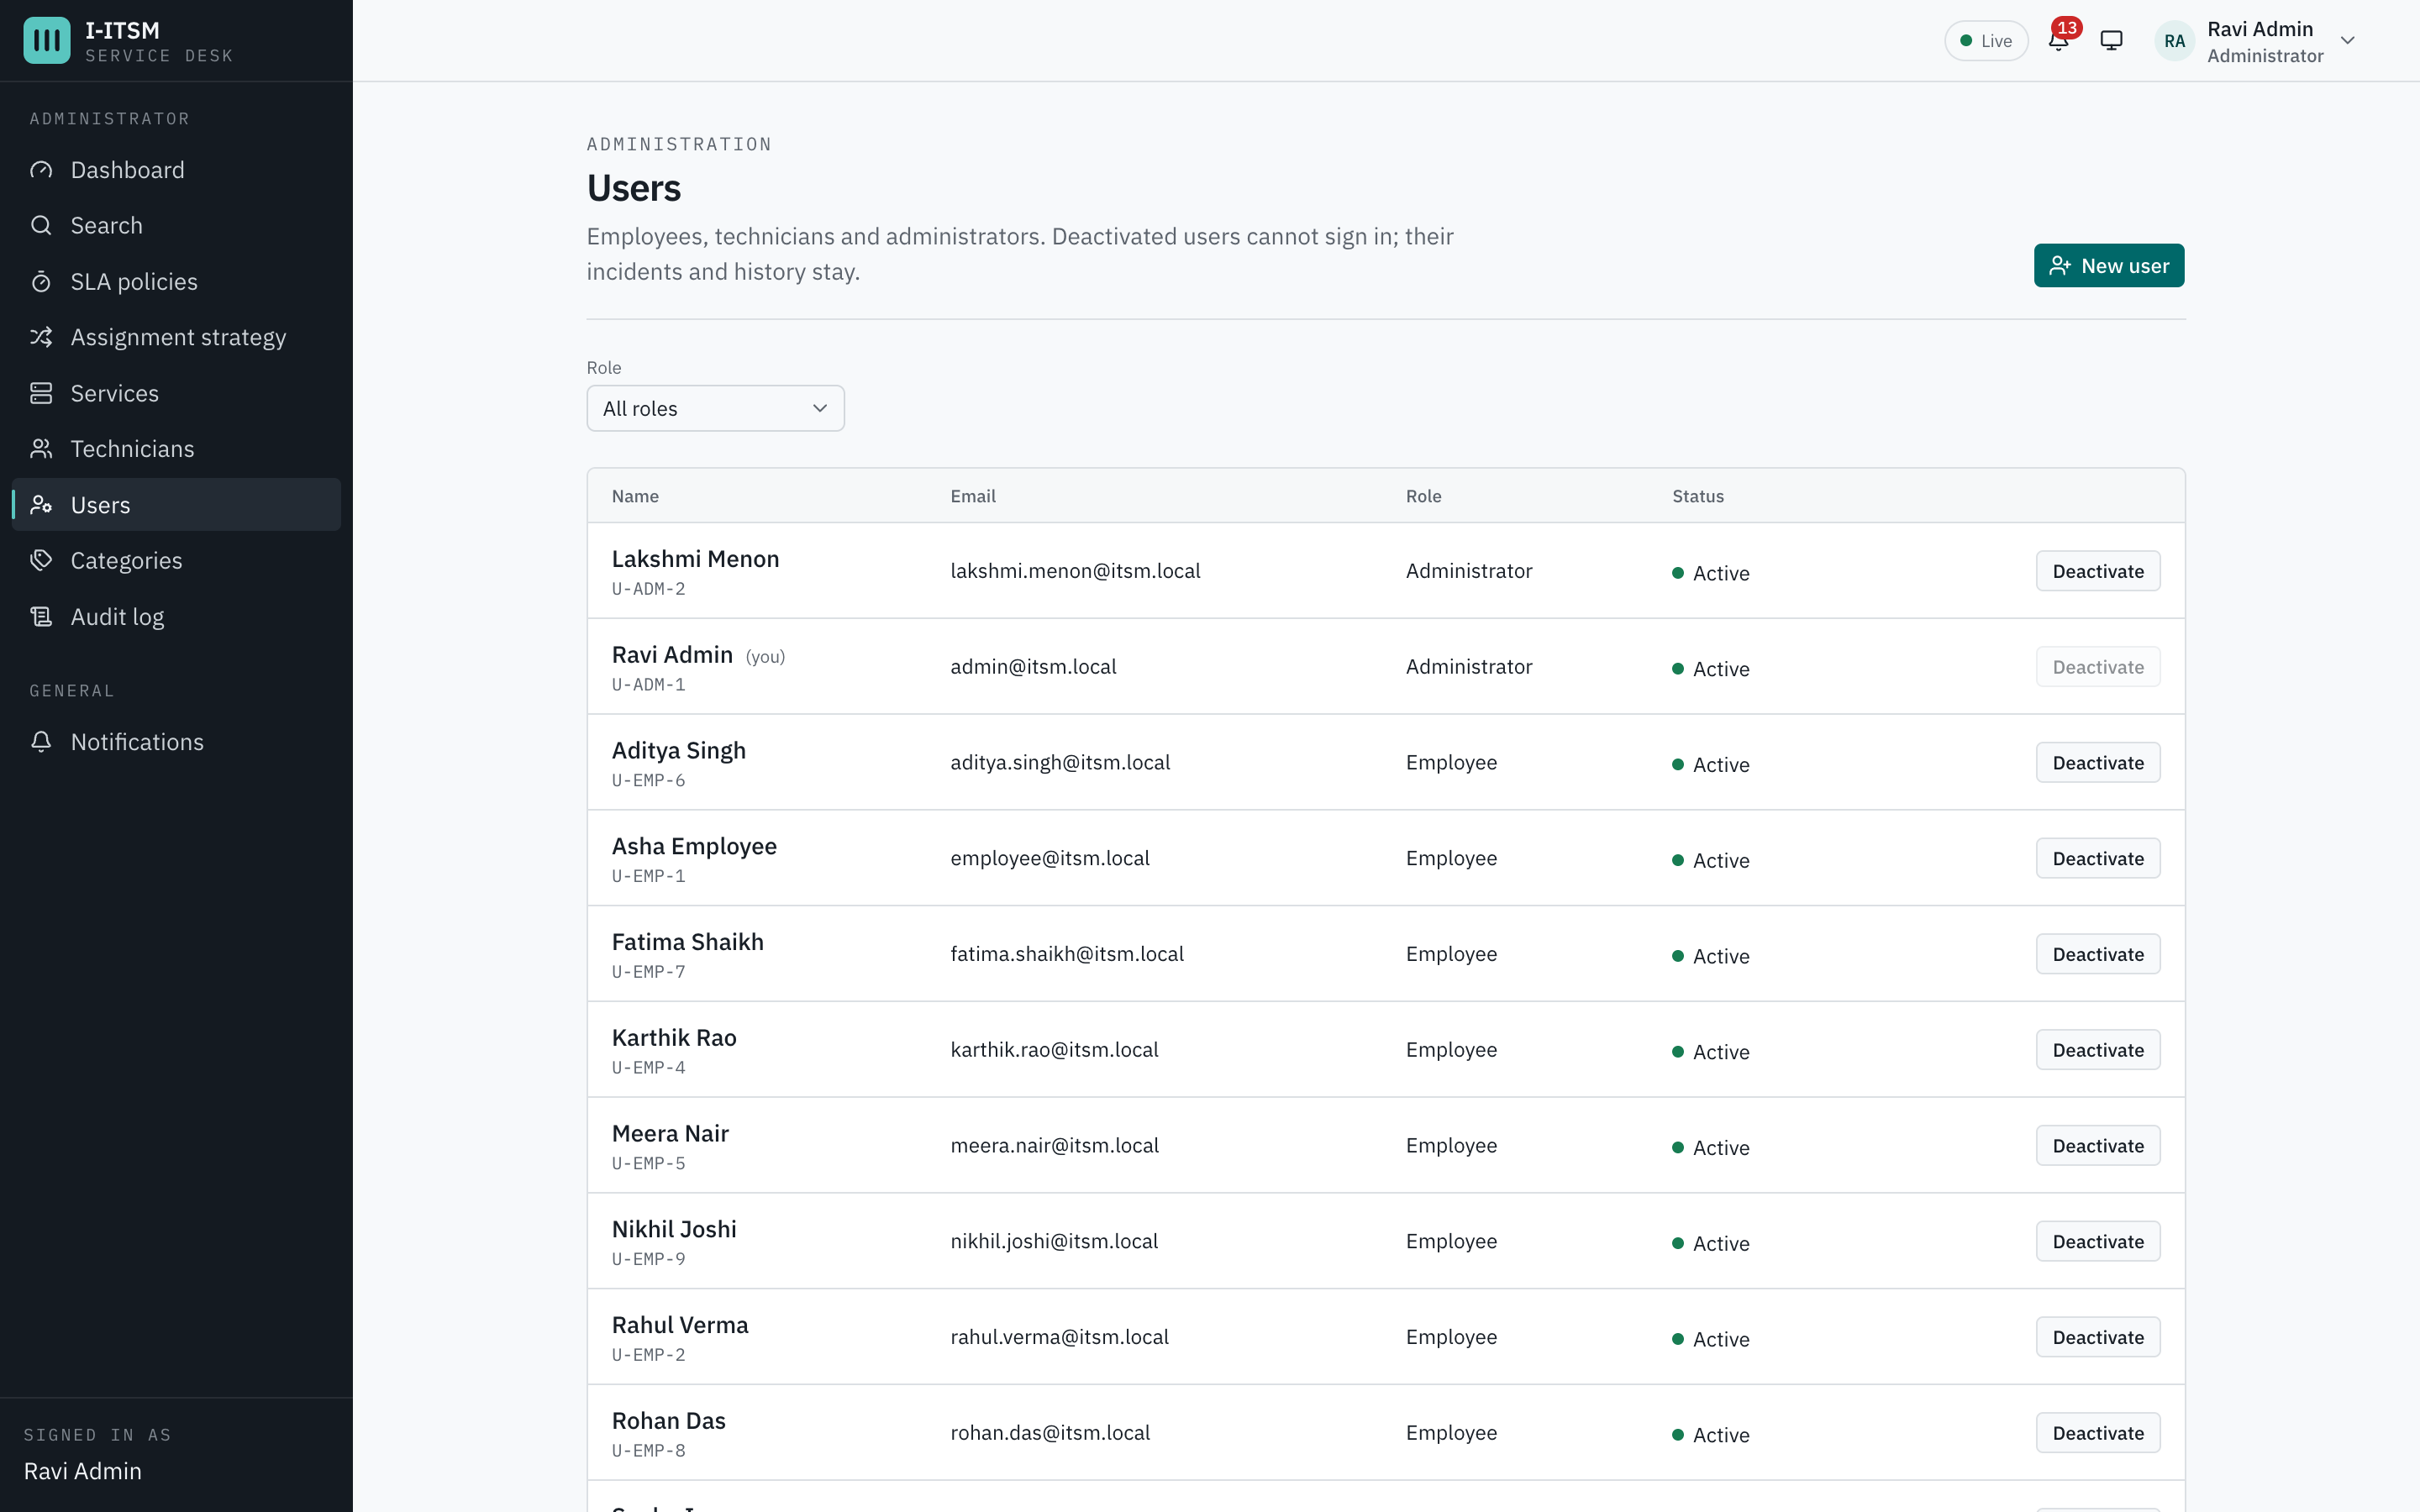 I-ITSM
SERVICE DESK
Live
13
RA
Ravi Admin
Administrator
ADMINISTRATOR
Dashboard
Search
SLA policies
Assignment strategy
Services
Technicians
Users
Categories
Audit log
GENERAL
Notifications
SIGNED IN AS
Ravi Admin
ADMINISTRATION
Users
Employees, technicians and administrators. Deactivated users cannot sign in; their
incidents and history stay.
New user
Role
All roles
Name Email Role Status
Lakshmi Menon
U-ADM-2
lakshmi.menon@itsm.local Administrator Active Deactivate
Ravi Admin (you)
U-ADM-1
admin@itsm.local Administrator Active Deactivate
Aditya Singh
U-EMP-6
aditya.singh@itsm.local Employee Active Deactivate
Asha Employee
U-EMP-1
employee@itsm.local Employee Active Deactivate
Fatima Shaikh
U-EMP-7
fatima.shaikh@itsm.local Employee Active Deactivate
Karthik Rao
U-EMP-4
karthik.rao@itsm.local Employee Active Deactivate
Meera Nair
U-EMP-5
meera.nair@itsm.local Employee Active Deactivate
Nikhil Joshi
U-EMP-9
nikhil.joshi@itsm.local Employee Active Deactivate
Rahul Verma
U-EMP-2
rahul.verma@itsm.local Employee Active Deactivate
Rohan Das
U-EMP-8
rohan.das@itsm.local Employee Active Deactivate